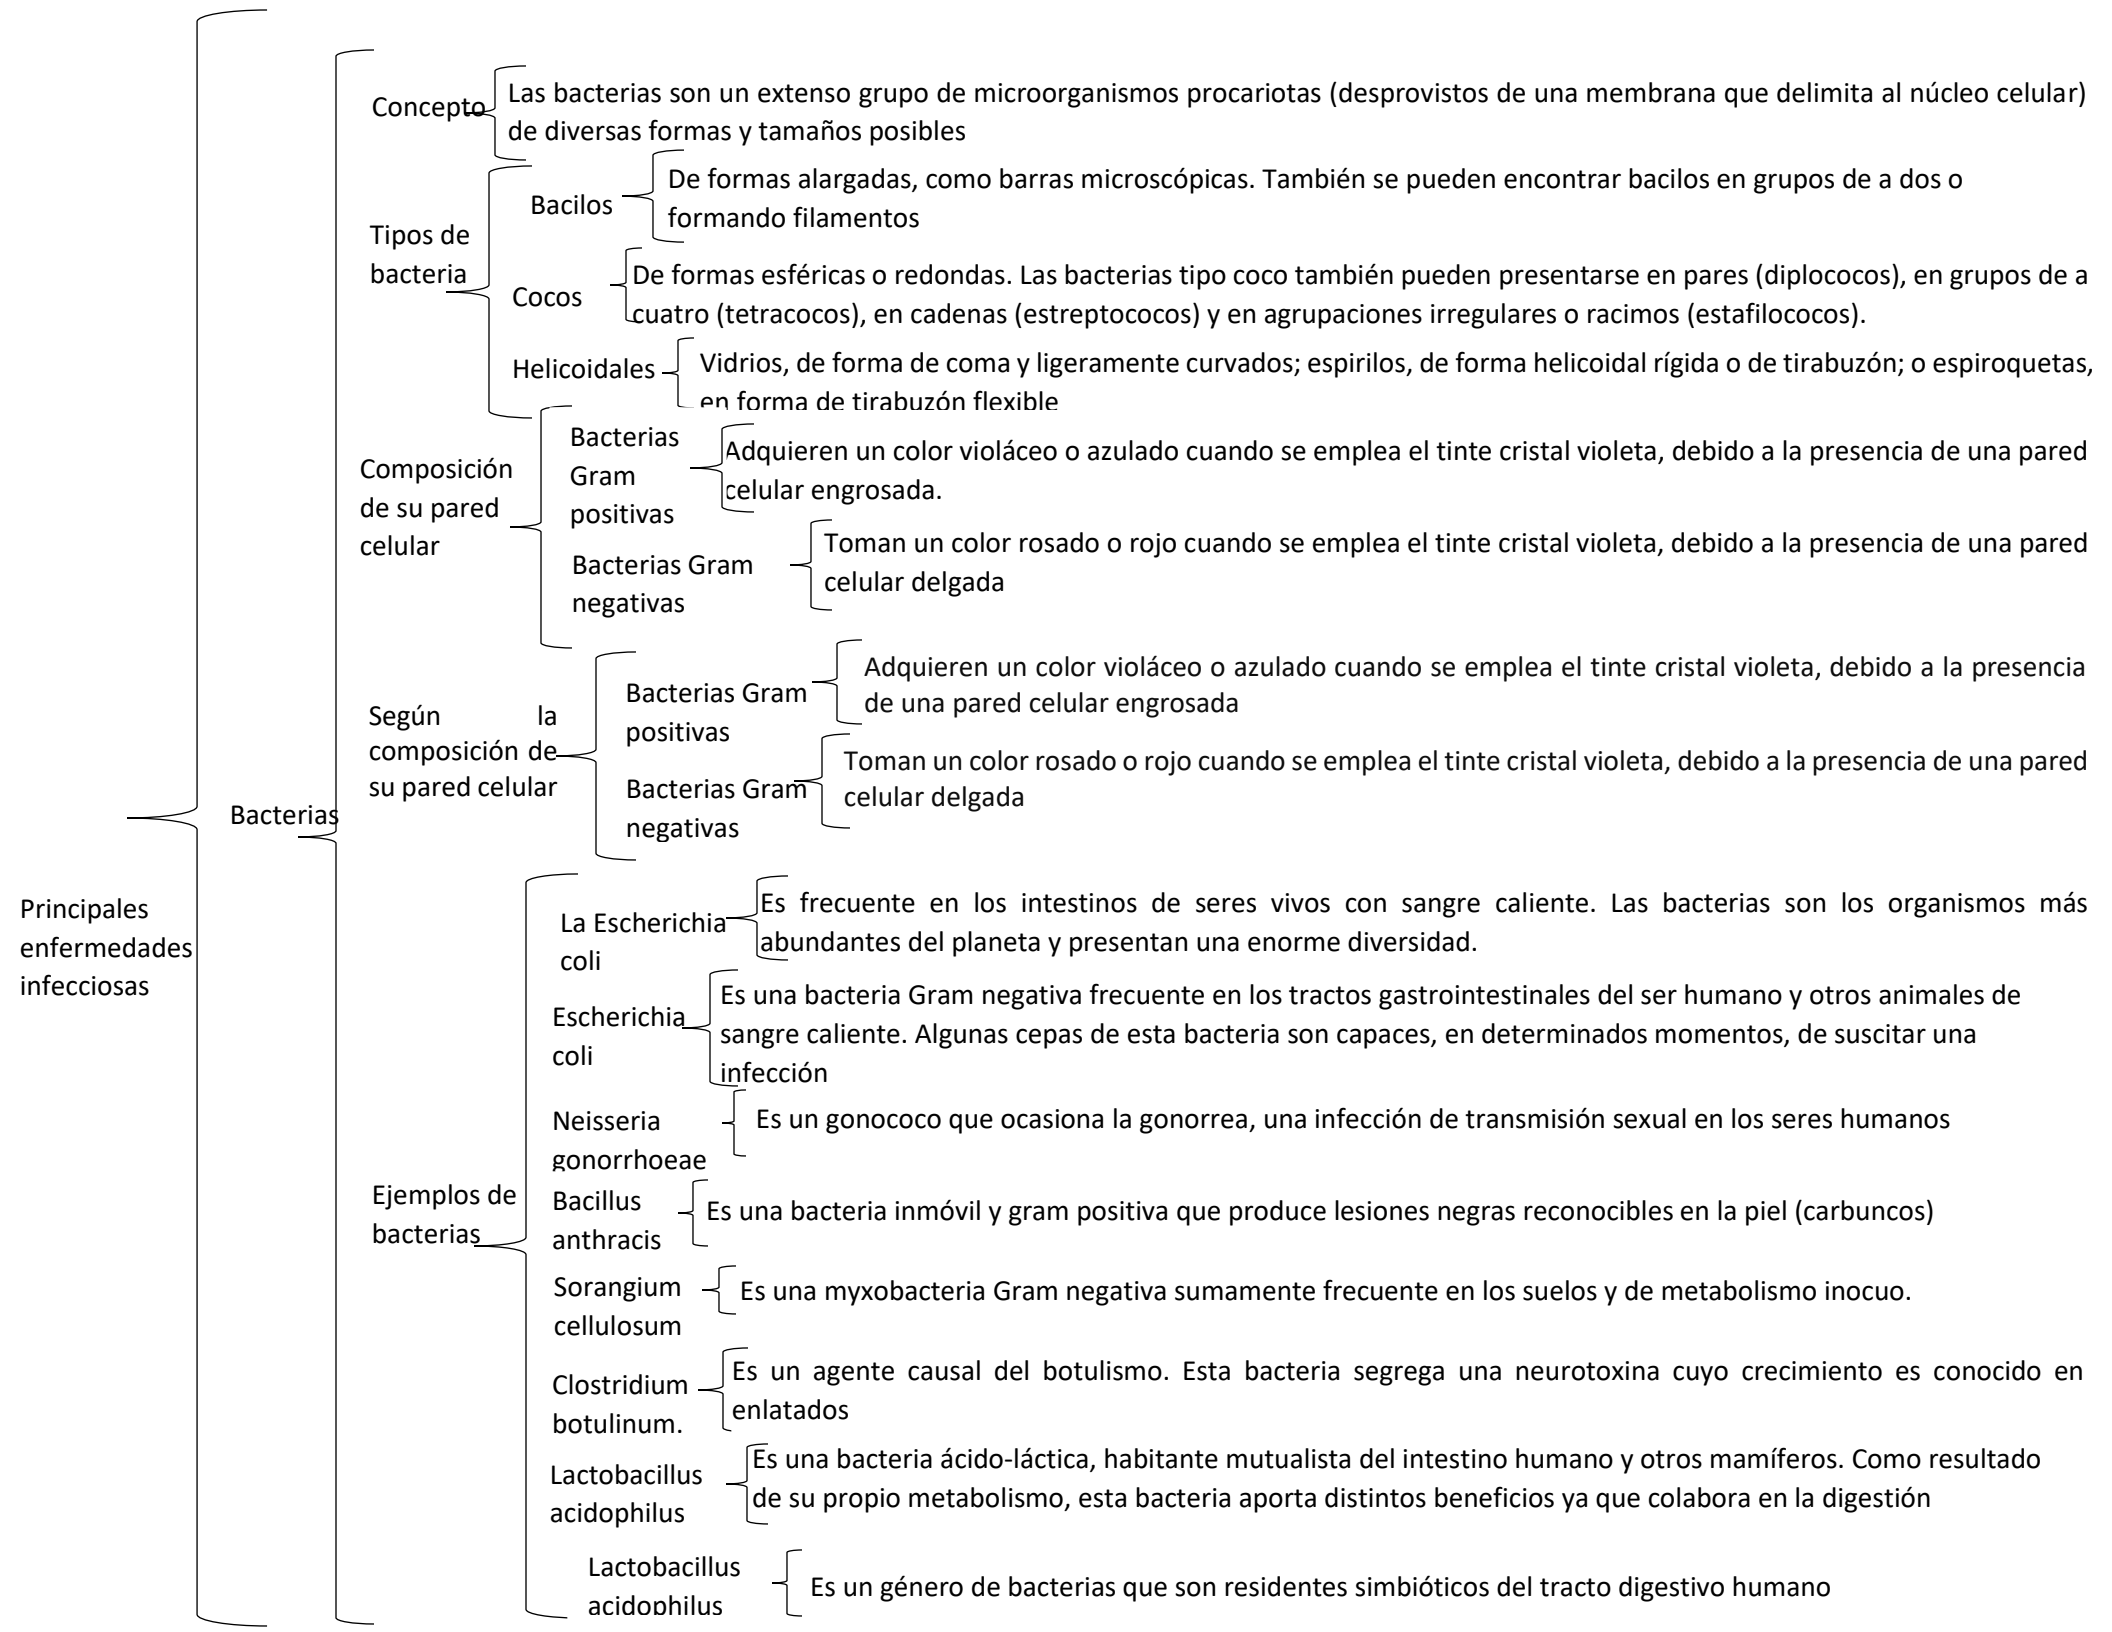 Principales
enfermedades
infecciosas
Bacterias
Concepto
Las bacterias son un extenso grupo de microorganismos procariotas (desprovistos de una membrana que delimita al núcleo celular)
de diversas formas y tamaños posibles
Tipos de
bacteria
Bacilos
De formas alargadas, como barras microscópicas. También se pueden encontrar bacilos en grupos de a dos o
formando filamentos
Cocos
De formas esféricas o redondas. Las bacterias tipo coco también pueden presentarse en pares (diplococos), en grupos de a
cuatro (tetracocos), en cadenas (estreptococos) y en agrupaciones irregulares o racimos (estafilococos).
Helicoidales
Vidrios, de forma de coma y ligeramente curvados; espirilos, de forma helicoidal rígida o de tirabuzón; o espiroquetas,
en forma de tirabuzón flexible
Composición
de su pared
celular
Bacterias
Gram
positivas
Adquieren un color violáceo o azulado cuando se emplea el tinte cristal violeta, debido a la presencia de una pared
celular engrosada.
Bacterias Gram
negativas
Toman un color rosado o rojo cuando se emplea el tinte cristal violeta, debido a la presencia de una pared
celular delgada
Según la
composición de
su pared celular
Bacterias Gram
positivas
Adquieren un color violáceo o azulado cuando se emplea el tinte cristal violeta, debido a la presencia
de una pared celular engrosada
Bacterias Gram
negativas
Toman un color rosado o rojo cuando se emplea el tinte cristal violeta, debido a la presencia de una pared
celular delgada
Ejemplos de
bacterias
La Escherichia
coli
Es frecuente en los intestinos de seres vivos con sangre caliente. Las bacterias son los organismos más
abundantes del planeta y presentan una enorme diversidad.
Escherichia
coli
Es una bacteria Gram negativa frecuente en los tractos gastrointestinales del ser humano y otros animales de
sangre caliente. Algunas cepas de esta bacteria son capaces, en determinados momentos, de suscitar una
infección
Neisseria
gonorrhoeae
Es un gonococo que ocasiona la gonorrea, una infección de transmisión sexual en los seres humanos
Bacillus
anthracis
Es una bacteria inmóvil y gram positiva que produce lesiones negras reconocibles en la piel (carbuncos)
Sorangium
cellulosum
Es una myxobacteria Gram negativa sumamente frecuente en los suelos y de metabolismo inocuo.
Clostridium
botulinum.
Es un agente causal del botulismo. Esta bacteria segrega una neurotoxina cuyo crecimiento es conocido en
enlatados
Lactobacillus
acidophilus
Es una bacteria ácido-láctica, habitante mutualista del intestino humano y otros mamíferos. Como resultado
de su propio metabolismo, esta bacteria aporta distintos beneficios ya que colabora en la digestión
Lactobacillus
acidophilus
Es un género de bacterias que son residentes simbióticos del tracto digestivo humano